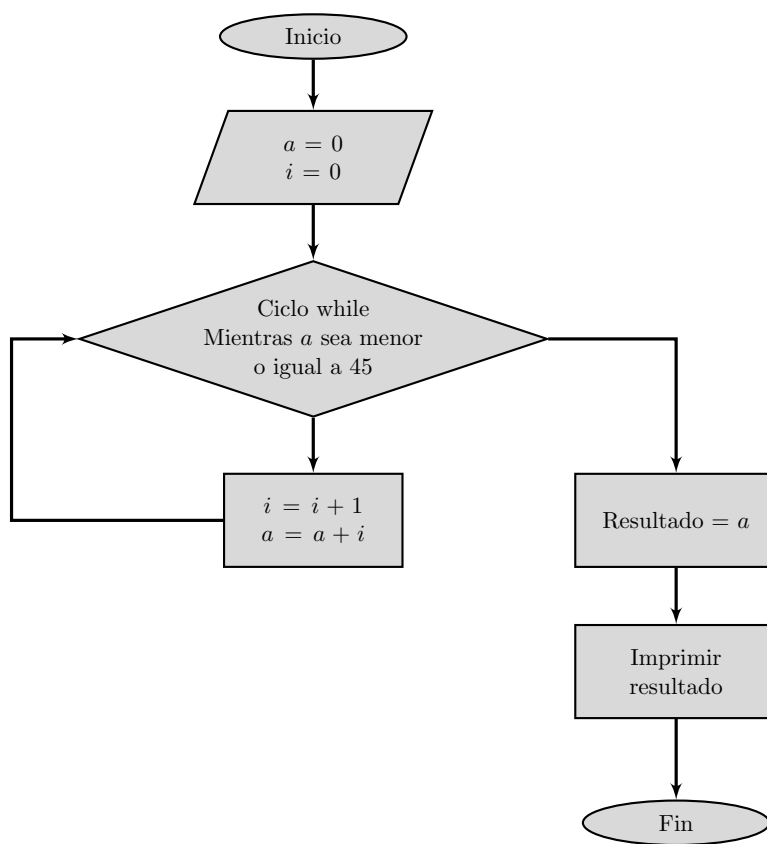 Inicio
a = 0
i = 0
Ciclo while
Mientras a sea menor
o igual a 45
i = i + 1
a = a + i
Resultado = a
Imprimir
resultado
Fin